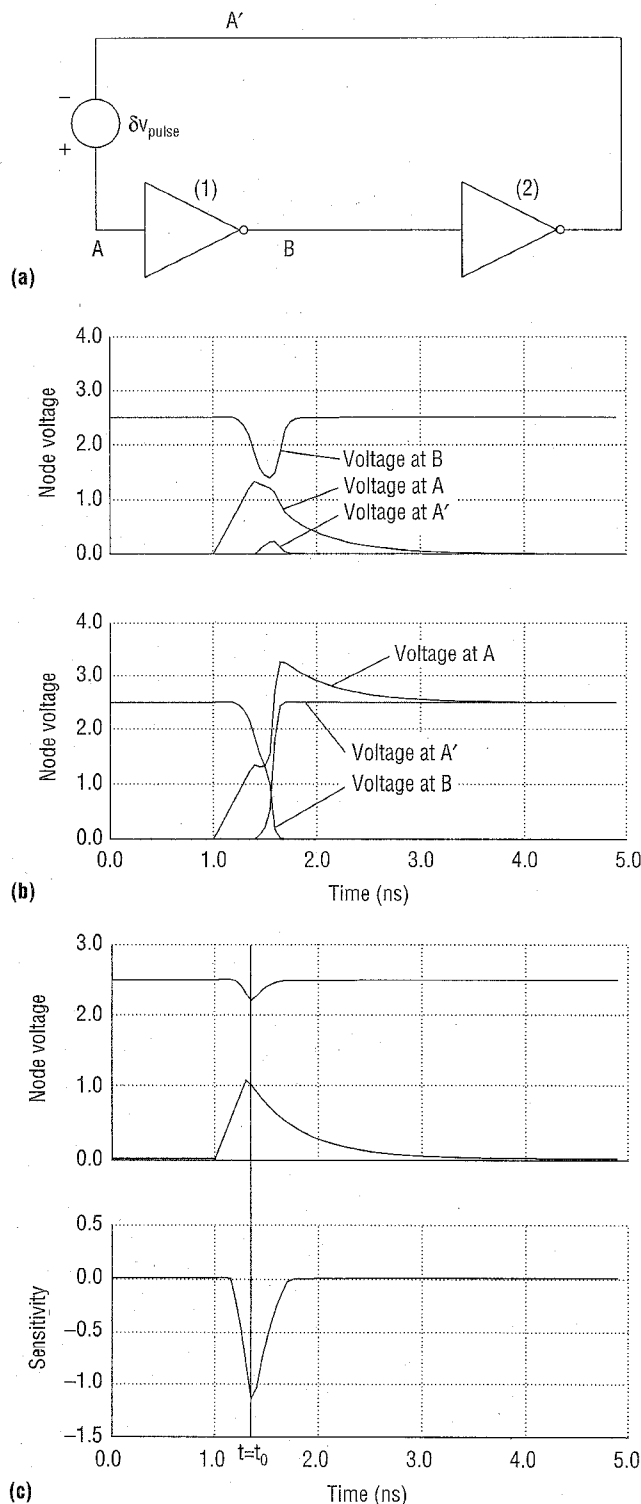 A′
−
δv_pulse
+
(1)
(2)
A
B
(a)
4.0
3.0
2.0
1.0
0.0
Node voltage
Voltage at B
Voltage at A
Voltage at A′
4.0
3.0
2.0
1.0
0.0
Node voltage
Voltage at A
Voltage at A′
Voltage at B
0.0 1.0 2.0 3.0 4.0 5.0
Time (ns)
(b)
3.0
2.0
1.0
0.0
Node voltage
0.5
0.0
−0.5
−1.0
−1.5
Sensitivity
0.0 1.0 t=t₀ 2.0 3.0 4.0 5.0
Time (ns)
(c)